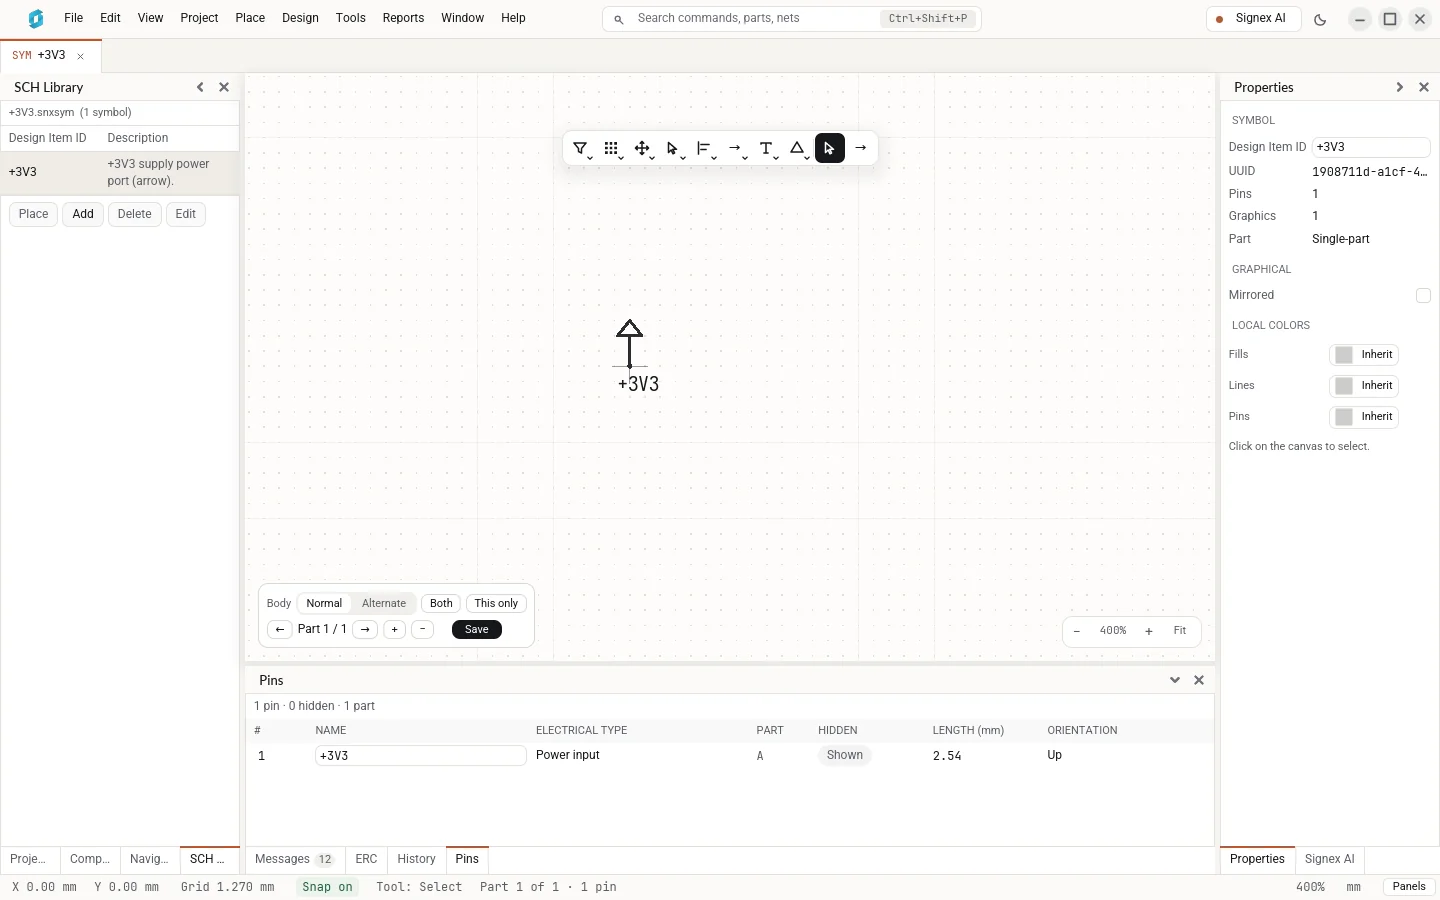 File Edit View Project Place Design Tools Reports Window Help
Search commands, parts, nets Ctrl+Shift+P
Signex AI
SYM +3V3
SCH Library
+3V3.snxsym (1 symbol)
Design Item ID Description
+3V3 +3V3 supply power
port (arrow).
Place Add Delete Edit
+3V3
Body Normal Alternate Both This only
← Part 1 / 1 → + − Save
− 400% + Fit
Pins
1 pin · 0 hidden · 1 part
# NAME ELECTRICAL TYPE PART HIDDEN LENGTH (mm) ORIENTATION
1 +3V3 Power input A Shown 2.54 Up
Properties
SYMBOL
Design Item ID +3V3
UUID 1908711d-a1cf-4…
Pins 1
Graphics 1
Part Single-part
GRAPHICAL
Mirrored
LOCAL COLORS
Fills Inherit
Lines Inherit
Pins Inherit
Click on the canvas to select.
Proje… Comp… Navig… SCH …
Messages 12 ERC History Pins
Properties Signex AI
X 0.00 mm Y 0.00 mm Grid 1.270 mm Snap on Tool: Select Part 1 of 1 · 1 pin
400% mm Panels